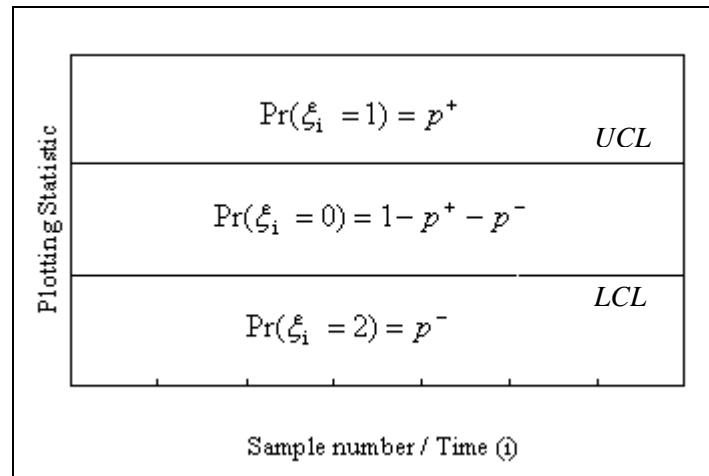 Pr(ξᵢ = 1) = p⁺
UCL
Plotting Statistic
Pr(ξᵢ = 0) = 1 − p⁺ − p⁻
LCL
Pr(ξᵢ = 2) = p⁻
Sample number / Time (i)